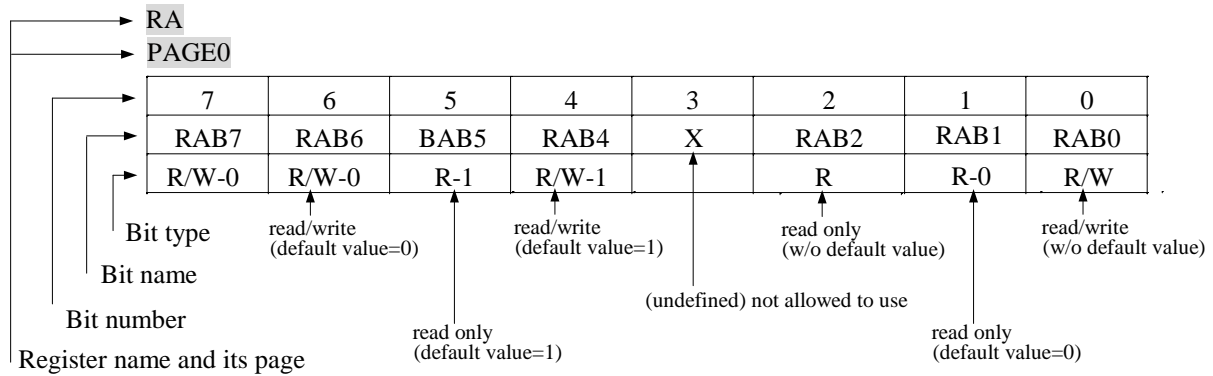 RA
PAGE0
7 6 5 4 3 2 1 0
RAB7 RAB6 BAB5 RAB4 X RAB2 RAB1 RAB0
R/W-0 R/W-0 R-1 R/W-1 R R-0 R/W
Bit type
read/write
(default value=0)
read/write
(default value=1)
read only
(w/o default value)
read/write
(w/o default value)
Bit name
(undefined) not allowed to use
Bit number
read only
(default value=1)
read only
(default value=0)
Register name and its page